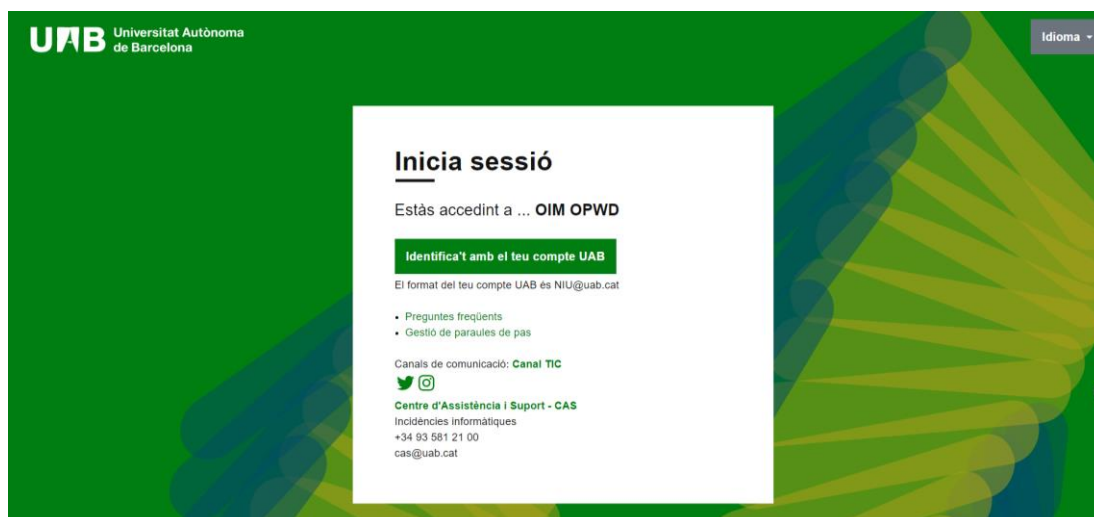 UAB Universitat Autònoma
de Barcelona
Idioma
Inicia sessió
Estàs accedint a ... OIM OPWD
Identifica't amb el teu compte UAB
El format del teu compte UAB és NIU@uab.cat
• Preguntes freqüents
• Gestió de paraules de pas
Canals de comunicació: Canal TIC
Centre d'Assistència i Suport - CAS
Incidències informàtiques
+34 93 581 21 00
cas@uab.cat